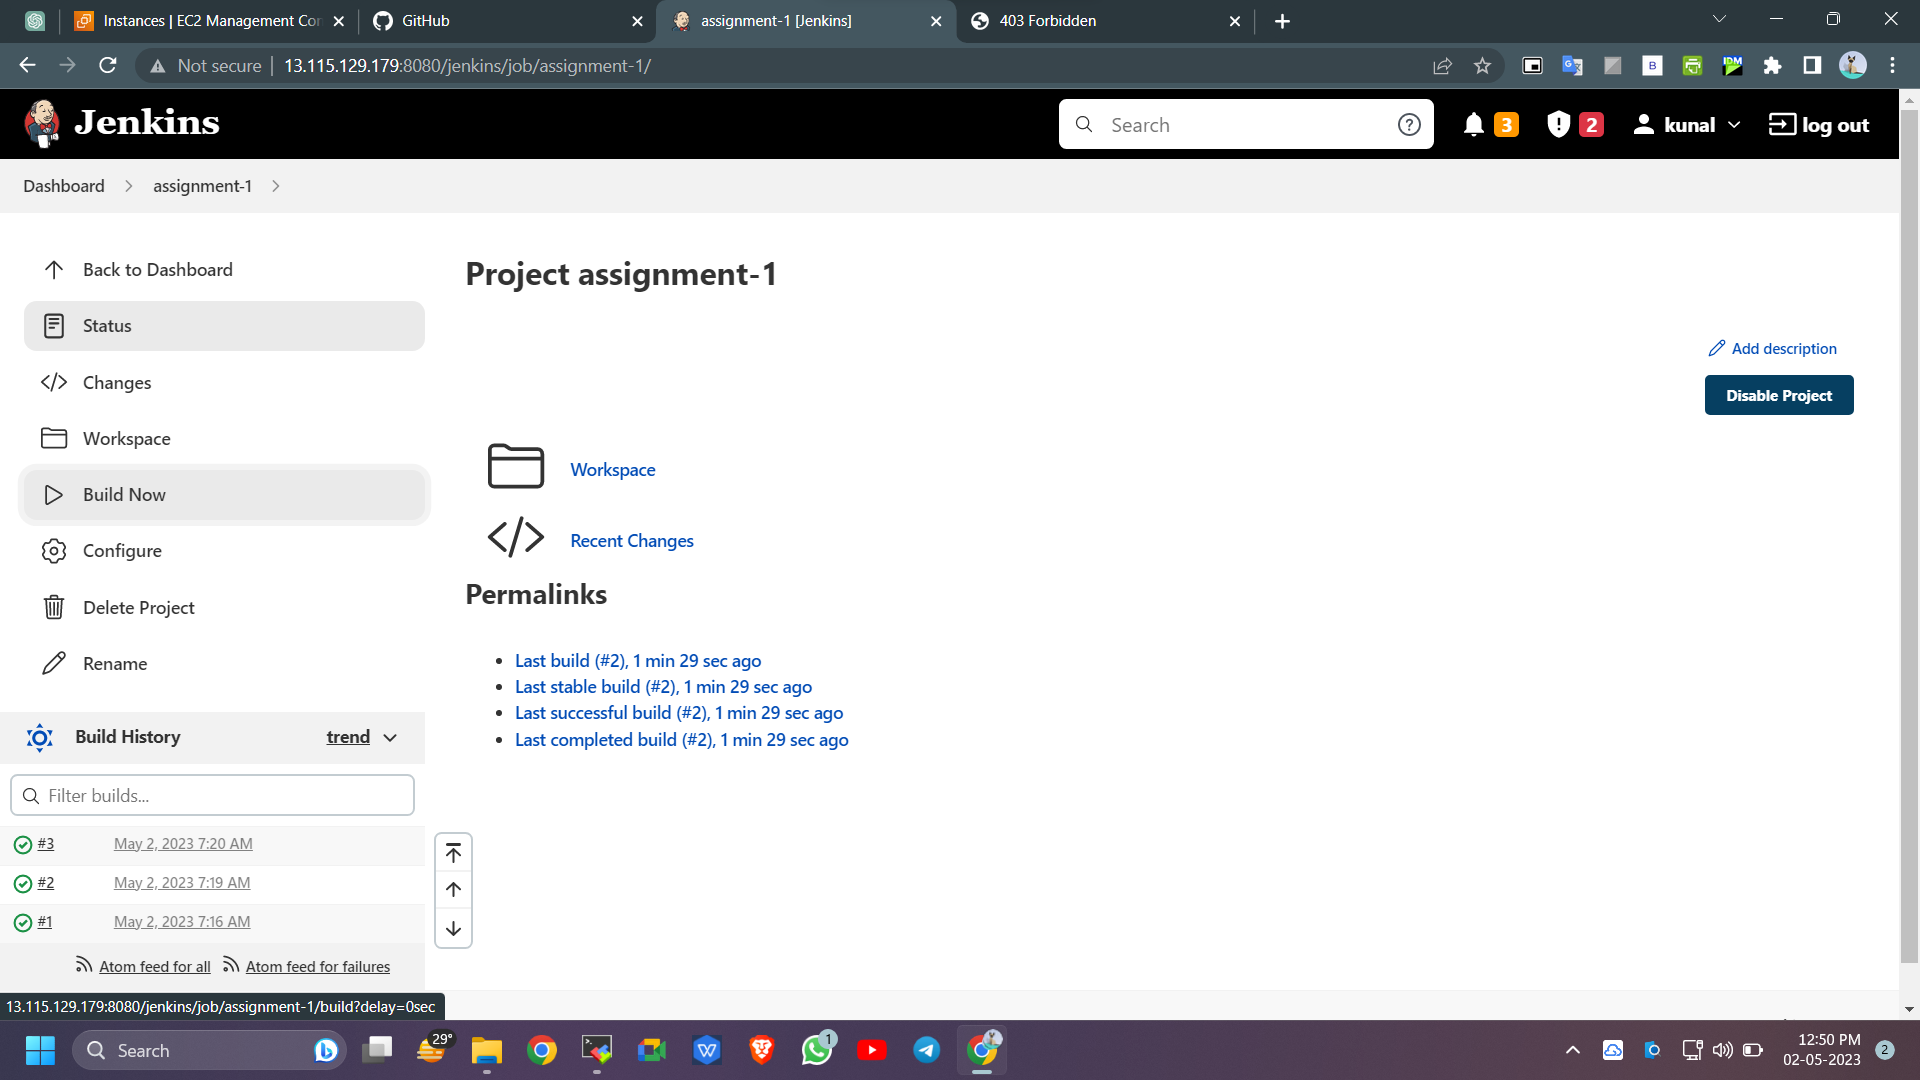 Instances | EC2 Management Con
GitHub
assignment-1 [Jenkins]
403 Forbidden
Not secure
13.115.129.179:8080/jenkins/job/assignment-1/
B
IDM
Jenkins
Search
3
2
kunal
log out
Dashboard
assignment-1
Back to Dashboard
Status
Changes
Workspace
Build Now
Configure
Delete Project
Rename
Project assignment-1
Add description
Disable Project
Workspace
Recent Changes
Permalinks
Last build (#2), 1 min 29 sec ago
Last stable build (#2), 1 min 29 sec ago
Last successful build (#2), 1 min 29 sec ago
Last completed build (#2), 1 min 29 sec ago
Build History
trend
Filter builds...
#3 May 2, 2023 7:20 AM
#2 May 2, 2023 7:19 AM
#1 May 2, 2023 7:16 AM
Atom feed for all Atom feed for failures
13.115.129.179:8080/jenkins/job/assignment-1/build?delay=0sec
Search
29°
1
12:50 PM
02-05-2023
2